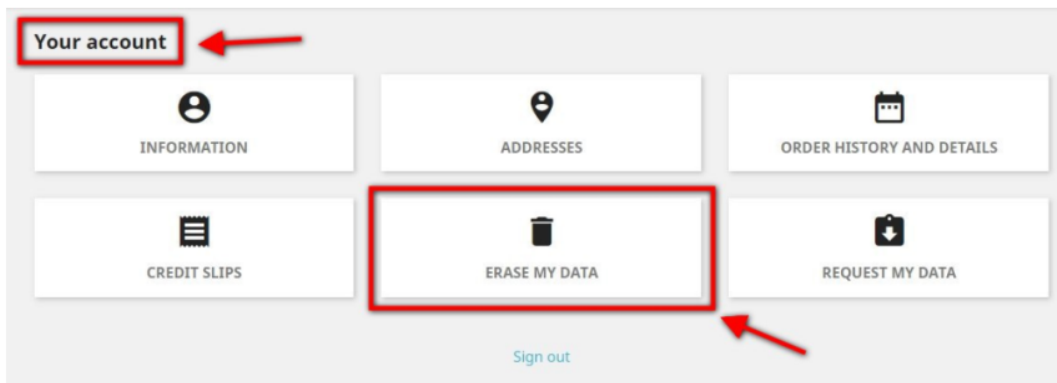 Your account
INFORMATION
ADDRESSES
ORDER HISTORY AND DETAILS
CREDIT SLIPS
ERASE MY DATA
REQUEST MY DATA
Sign out